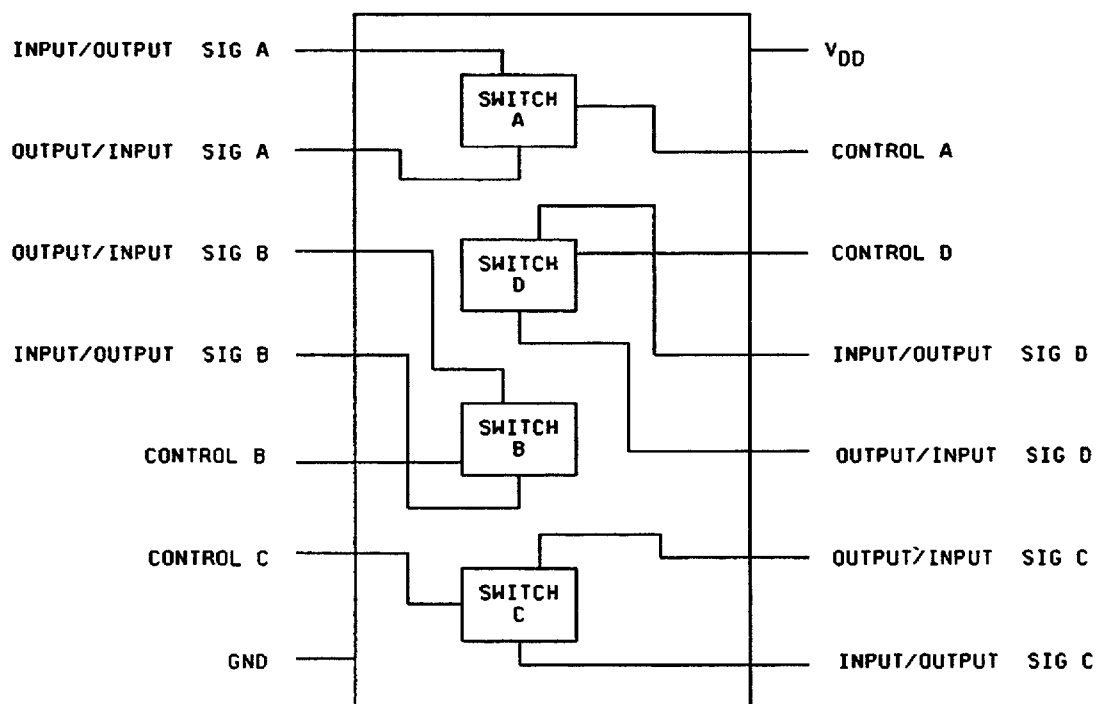 INPUT/OUTPUT SIG A
OUTPUT/INPUT SIG A
OUTPUT/INPUT SIG B
INPUT/OUTPUT SIG B
CONTROL B
CONTROL C
GND
SWITCH
A
SWITCH
D
SWITCH
B
SWITCH
C
VDD
CONTROL A
CONTROL D
INPUT/OUTPUT SIG D
OUTPUT/INPUT SIG D
OUTPUT/INPUT SIG C
INPUT/OUTPUT SIG C